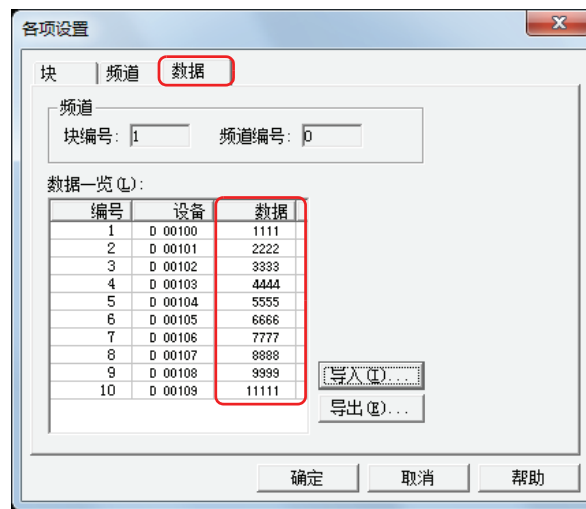 各项设置
块 频道 数据
频道
块编号: 1 频道编号: 0
数据一览(L):
编号 设备 数据
1 D 00100 1111
2 D 00101 2222
3 D 00102 3333
4 D 00103 4444
5 D 00104 5555
6 D 00105 6666
7 D 00106 7777
8 D 00107 8888
9 D 00108 9999
10 D 00109 11111
导入(I)...
导出(E)...
确定 取消 帮助